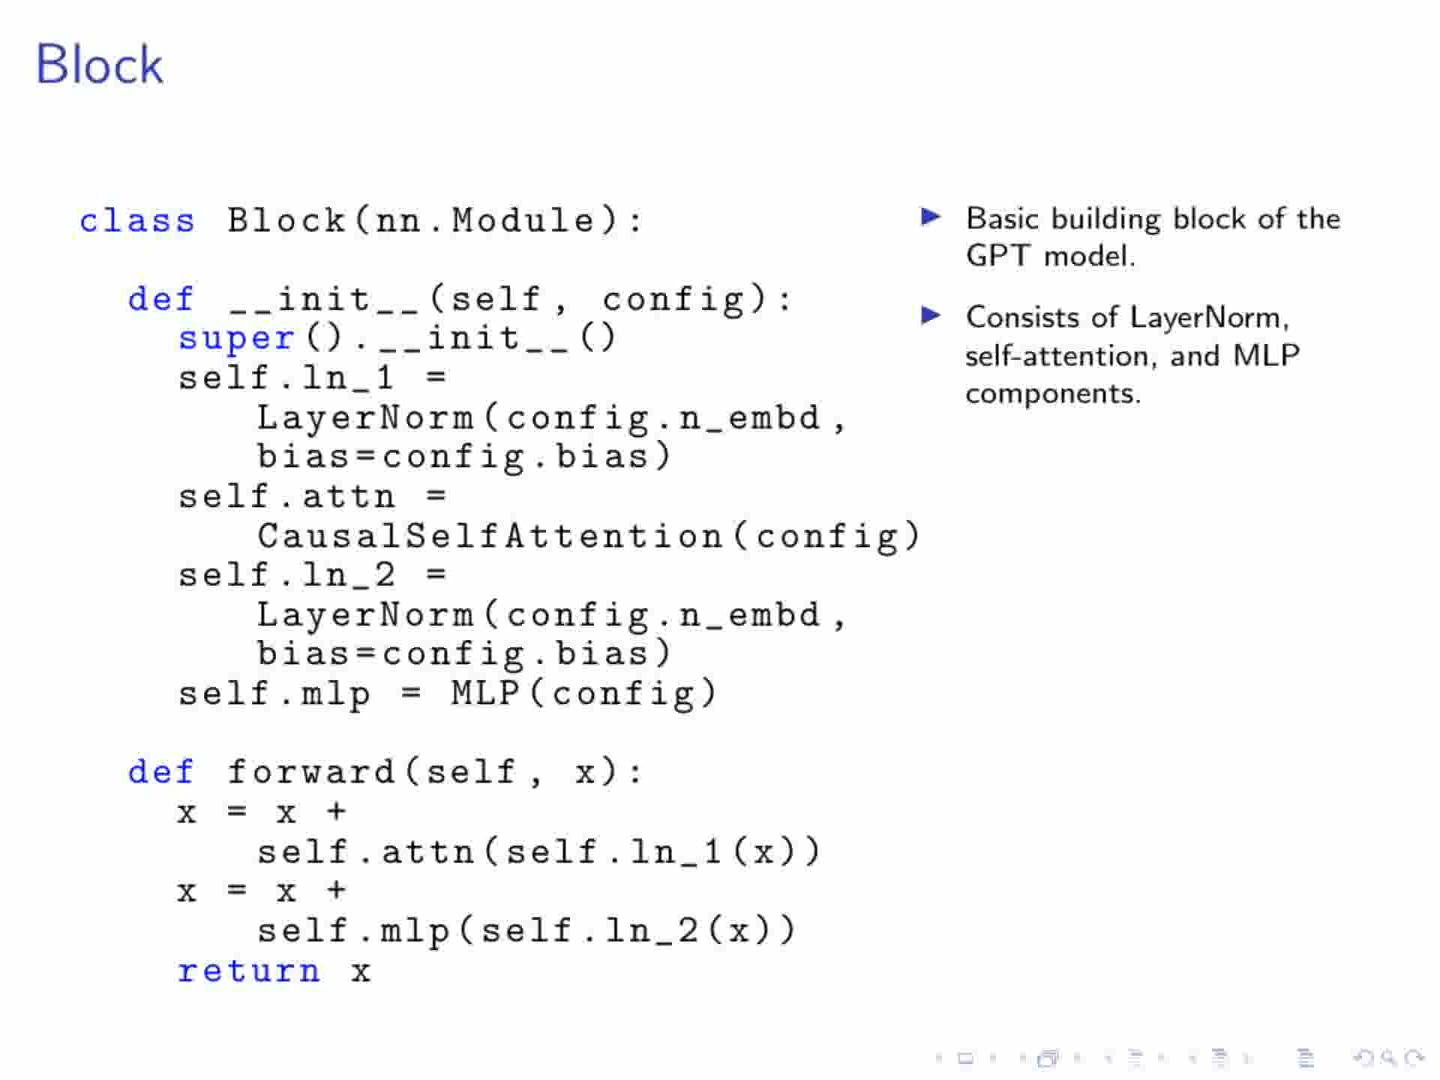 Block
class Block(nn.Module):
def __init__(self, config):
super().__init__()
self.ln_1 =
LayerNorm(config.n_embd,
bias=config.bias)
self.attn =
CausalSelfAttention(config)
self.ln_2 =
LayerNorm(config.n_embd,
bias=config.bias)
self.mlp = MLP(config)
def forward(self, x):
x = x +
self.attn(self.ln_1(x))
x = x +
self.mlp(self.ln_2(x))
return x
Basic building block of the
GPT model.
Consists of LayerNorm,
self-attention, and MLP
components.